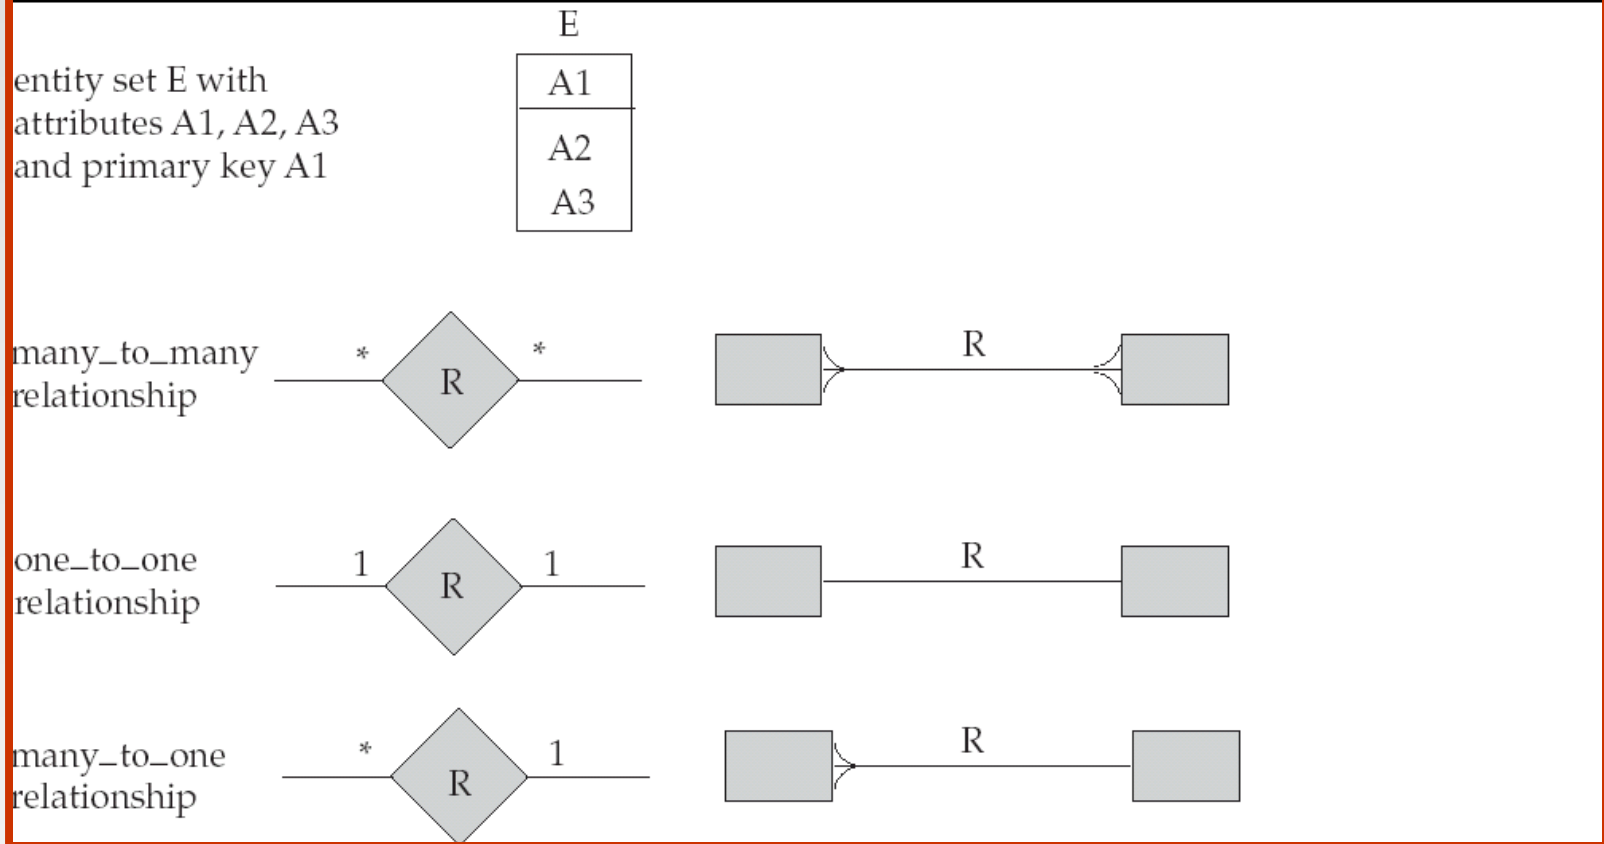 E
entity set E with
attributes A1, A2, A3
and primary key A1
A1
A2
A3
many_to_many
relationship
*
R
*
R
one_to_one
relationship
1
R
1
R
many_to_one
relationship
*
R
1
R